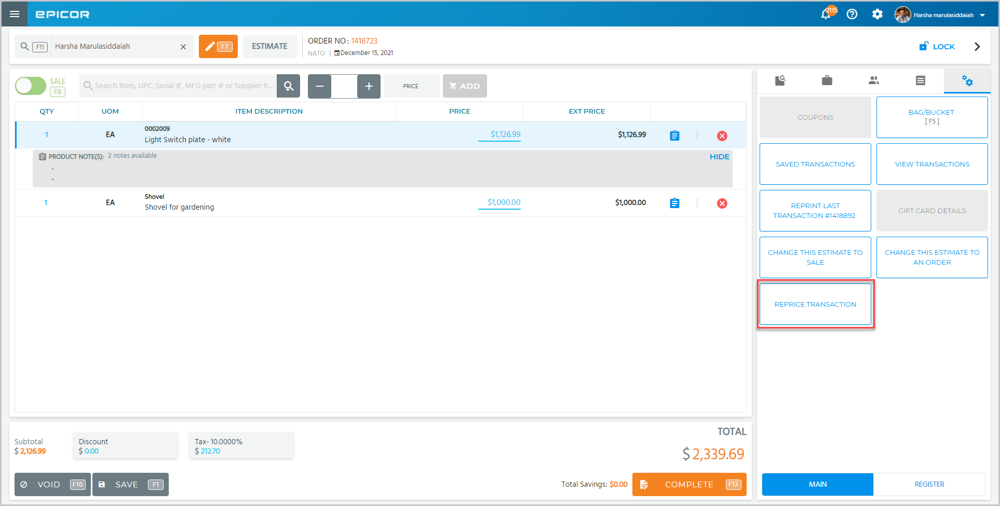 EPICOR
2115
Harsha marulasiddaiah
F11
Harsha Marulasiddaiah
F7
ESTIMATE
ORDER NO : 1418723
NATO | December 15, 2021
LOCK
SALE
F8
Search Item, UPC, Serial #, MFG part # or Supplier It...
PRICE
ADD
QTY UOM ITEM DESCRIPTION PRICE EXT PRICE
0002009
1 EA Light Switch plate - white $1,126.99 $1,126.99
PRODUCT NOTE(S): 2 notes available HIDE
Shovel
1 EA Shovel for gardening $1,000.00 $1,000.00
COUPONS
BAG/BUCKET
[ F5 ]
SAVED TRANSACTIONS
VIEW TRANSACTIONS
REPRINT LAST
TRANSACTION #1418892
GIFT CARD DETAILS
CHANGE THIS ESTIMATE TO
SALE
CHANGE THIS ESTIMATE TO
AN ORDER
REPRICE TRANSACTION
TOTAL
$ 2,339.69
Subtotal
$ 2,126.99
Discount
$ 0.00
Tax- 10.0000%
$ 212.70
VOID F10
SAVE F1
Total Savings: $0.00
COMPLETE F12
MAIN
REGISTER